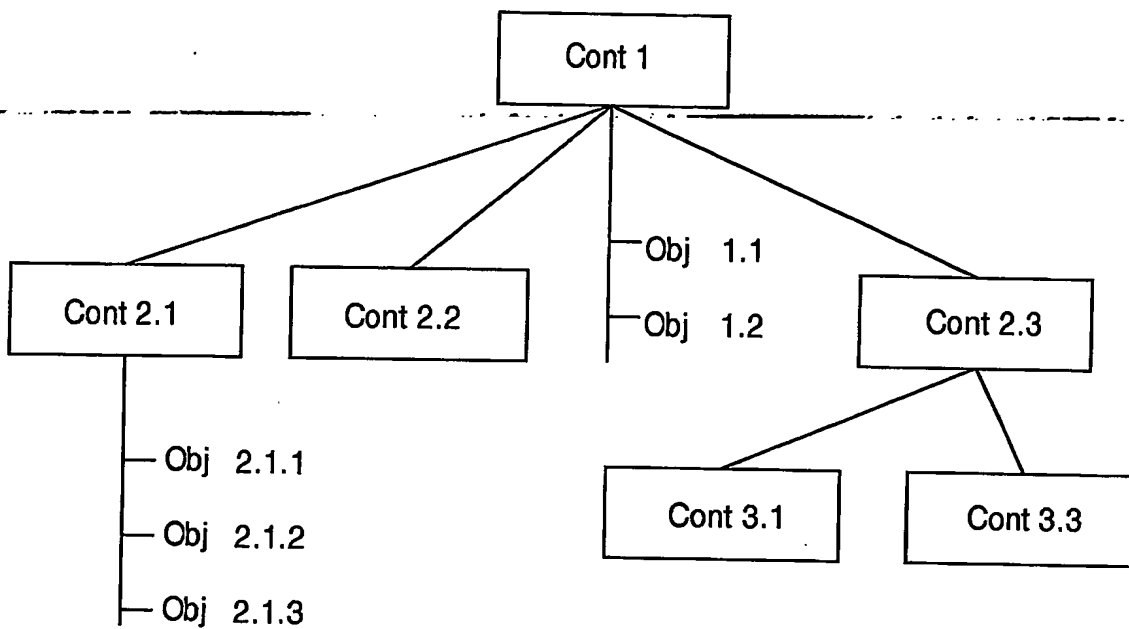 Cont 1
Obj 1.1
Cont 2.1
Cont 2.2
Obj 1.2
Cont 2.3
Obj 2.1.1
Cont 3.1
Cont 3.3
Obj 2.1.2
Obj 2.1.3